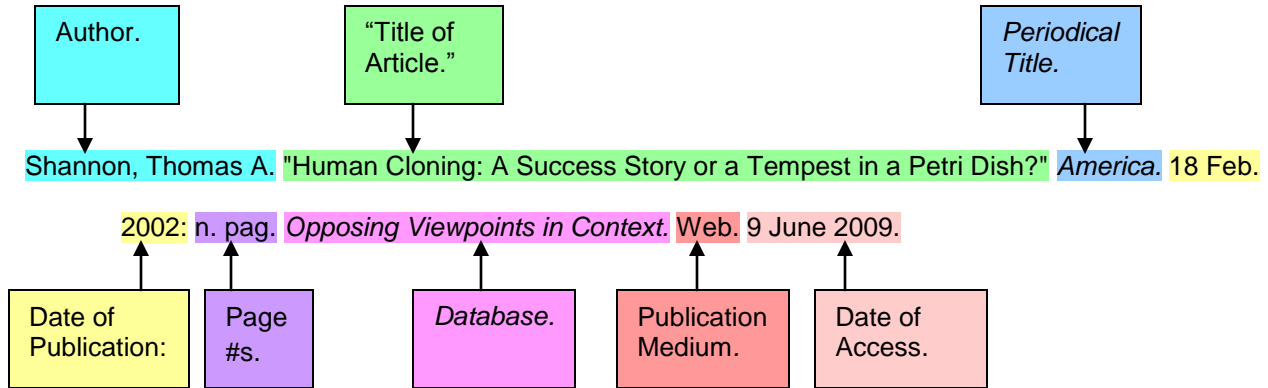 Author.
“Title of
Article.”
Periodical
Title.
Shannon, Thomas A. "Human Cloning: A Success Story or a Tempest in a Petri Dish?" America. 18 Feb.
2002: n. pag. Opposing Viewpoints in Context. Web. 9 June 2009.
Date of
Publication:
Page
#s.
Database.
Publication
Medium.
Date of
Access.